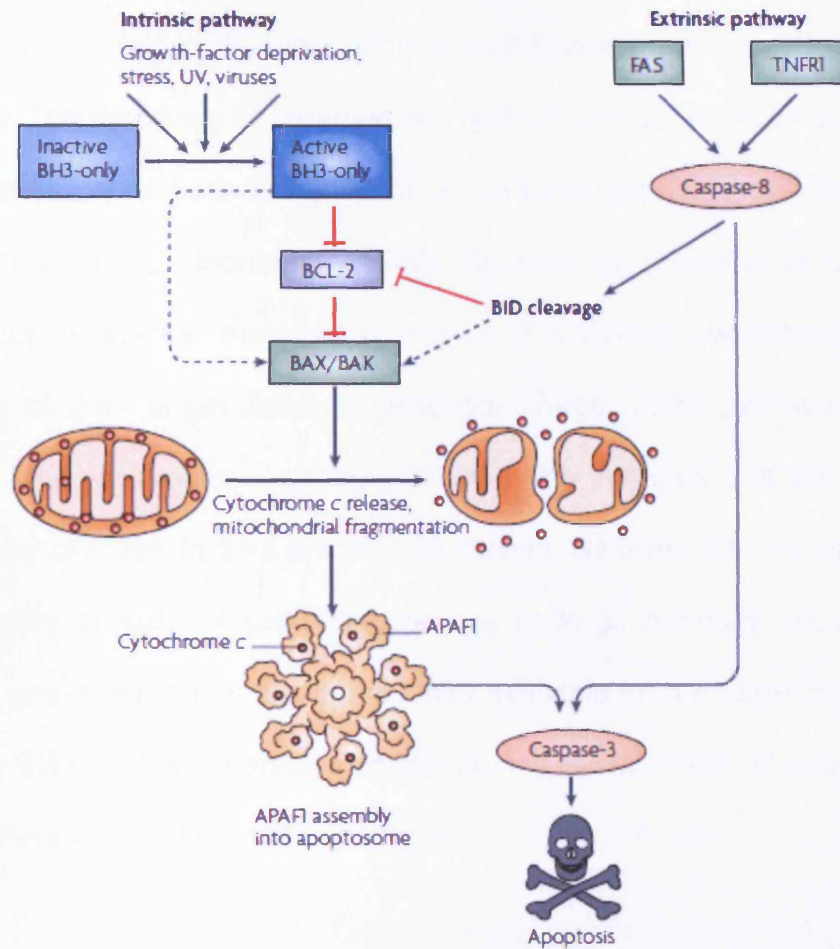 Intrinsic pathway
Growth-factor deprivation,
stress, UV, viruses
Extrinsic pathway
FAS
TNFR1
Inactive
BH3-only
Active
BH3-only
Caspase-8
BCL-2
BID cleavage
BAX/BAK
Cytochrome c release,
mitochondrial fragmentation
Cytochrome c
APAF1
Caspase-3
APAF1 assembly
into apoptosome
Apoptosis